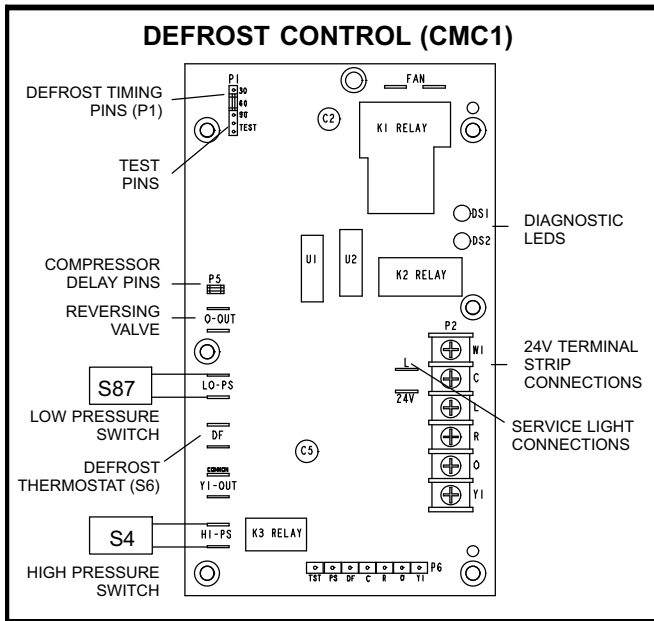 DEFROST CONTROL (CMC1)
DEFROST TIMING
PINS (P1)
TEST
PINS
COMPRESSOR
DELAY PINS
REVERSING
VALVE
S87
LOW PRESSURE
SWITCH
DEFROST
THERMOSTAT (S6)
S4
HIGH PRESSURE
SWITCH
P1
30
60
90
TEST
FAN
C2
K1 RELAY
DS1
DS2
U1
U2
K2 RELAY
P5
O-OUT
LO-PS
DF
COMMON
Y1-OUT
HI-PS
C5
K3 RELAY
L
24V
P2
W1
C
L
R
O
Y1
TST PS DF C R O Y1
P6
DIAGNOSTIC
LEDS
24V TERMINAL
STRIP
CONNECTIONS
SERVICE LIGHT
CONNECTIONS